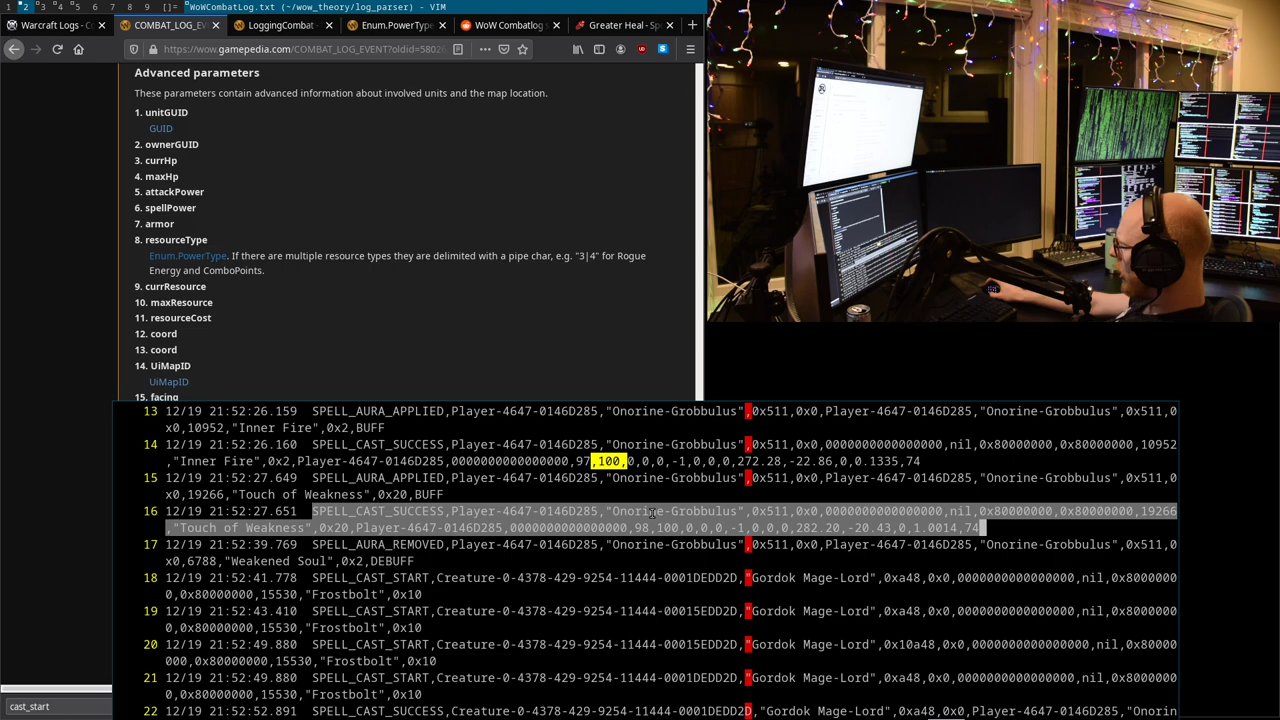 1 2 3 4 5 6 7 8 9 []= WoWCombatLog.txt (~/wow_theory/log_parser) - VIM
Warcraft Logs - Co
COMBAT_LOG_EV
LoggingCombat -
Enum.PowerType
WoW Combatlog
Greater Heal - Sp
https://wow.gamepedia.com/COMBAT_LOG_EVENT?oldid=5802
Advanced parameters
These parameters contain advanced information about involved units and the map location.
1. unitGUID
GUID
2. ownerGUID
3. currHp
4. maxHp
5. attackPower
6. spellPower
7. armor
8. resourceType
Enum.PowerType. If there are multiple resource types they are delimited with a pipe char, e.g. "3|4" for Rogue
Energy and ComboPoints.
9. currResource
10. maxResource
11. resourceCost
12. coord
13. coord
14. UiMapID
UiMapID
15. facing
cast_start
13 12/19 21:52:26.159  SPELL_AURA_APPLIED,Player-4647-0146D285,"Onorine-Grobbulus",0x511,0x0,Player-4647-0146D285,"Onorine-Grobbulus",0x511,0
x0,10952,"Inner Fire",0x2,BUFF
14 12/19 21:52:26.160  SPELL_CAST_SUCCESS,Player-4647-0146D285,"Onorine-Grobbulus",0x511,0x0,0000000000000000,nil,0x80000000,0x80000000,10952
,"Inner Fire",0x2,Player-4647-0146D285,0000000000000000,97,100,0,0,0,-1,0,0,0,272.28,-22.86,0,0.1335,74
15 12/19 21:52:27.649  SPELL_AURA_APPLIED,Player-4647-0146D285,"Onorine-Grobbulus",0x511,0x0,Player-4647-0146D285,"Onorine-Grobbulus",0x511,0
x0,19266,"Touch of Weakness",0x20,BUFF
16 12/19 21:52:27.651  SPELL_CAST_SUCCESS,Player-4647-0146D285,"Onorine-Grobbulus",0x511,0x0,0000000000000000,nil,0x80000000,0x80000000,19266
,"Touch of Weakness",0x20,Player-4647-0146D285,0000000000000000,98,100,0,0,0,-1,0,0,0,282.20,-20.43,0,1.0014,74
17 12/19 21:52:39.769  SPELL_AURA_REMOVED,Player-4647-0146D285,"Onorine-Grobbulus",0x511,0x0,Player-4647-0146D285,"Onorine-Grobbulus",0x511,0
x0,6788,"Weakened Soul",0x2,DEBUFF
18 12/19 21:52:41.778  SPELL_CAST_START,Creature-0-4378-429-9254-11444-0001DEDD2D,"Gordok Mage-Lord",0xa48,0x0,0000000000000000,nil,0x8000000
0,0x80000000,15530,"Frostbolt",0x10
19 12/19 21:52:43.410  SPELL_CAST_START,Creature-0-4378-429-9254-11444-00015EDD2D,"Gordok Mage-Lord",0xa48,0x0,0000000000000000,nil,0x8000000
0,0x80000000,15530,"Frostbolt",0x10
20 12/19 21:52:49.880  SPELL_CAST_START,Creature-0-4378-429-9254-11444-00015EDD2D,"Gordok Mage-Lord",0x10a48,0x0,0000000000000000,nil,0x80000
000,0x80000000,15530,"Frostbolt",0x10
21 12/19 21:52:49.880  SPELL_CAST_START,Creature-0-4378-429-9254-11444-0001DEDD2D,"Gordok Mage-Lord",0xa48,0x0,0000000000000000,nil,0x8000000
0,0x80000000,15530,"Frostbolt",0x10
22 12/19 21:52:52.891  SPELL_CAST_SUCCESS,Creature-0-4378-429-9254-11444-0001DEDD2D,"Gordok Mage-Lord",0xa48,0x0,Player-4647-0146D285,"Onorin